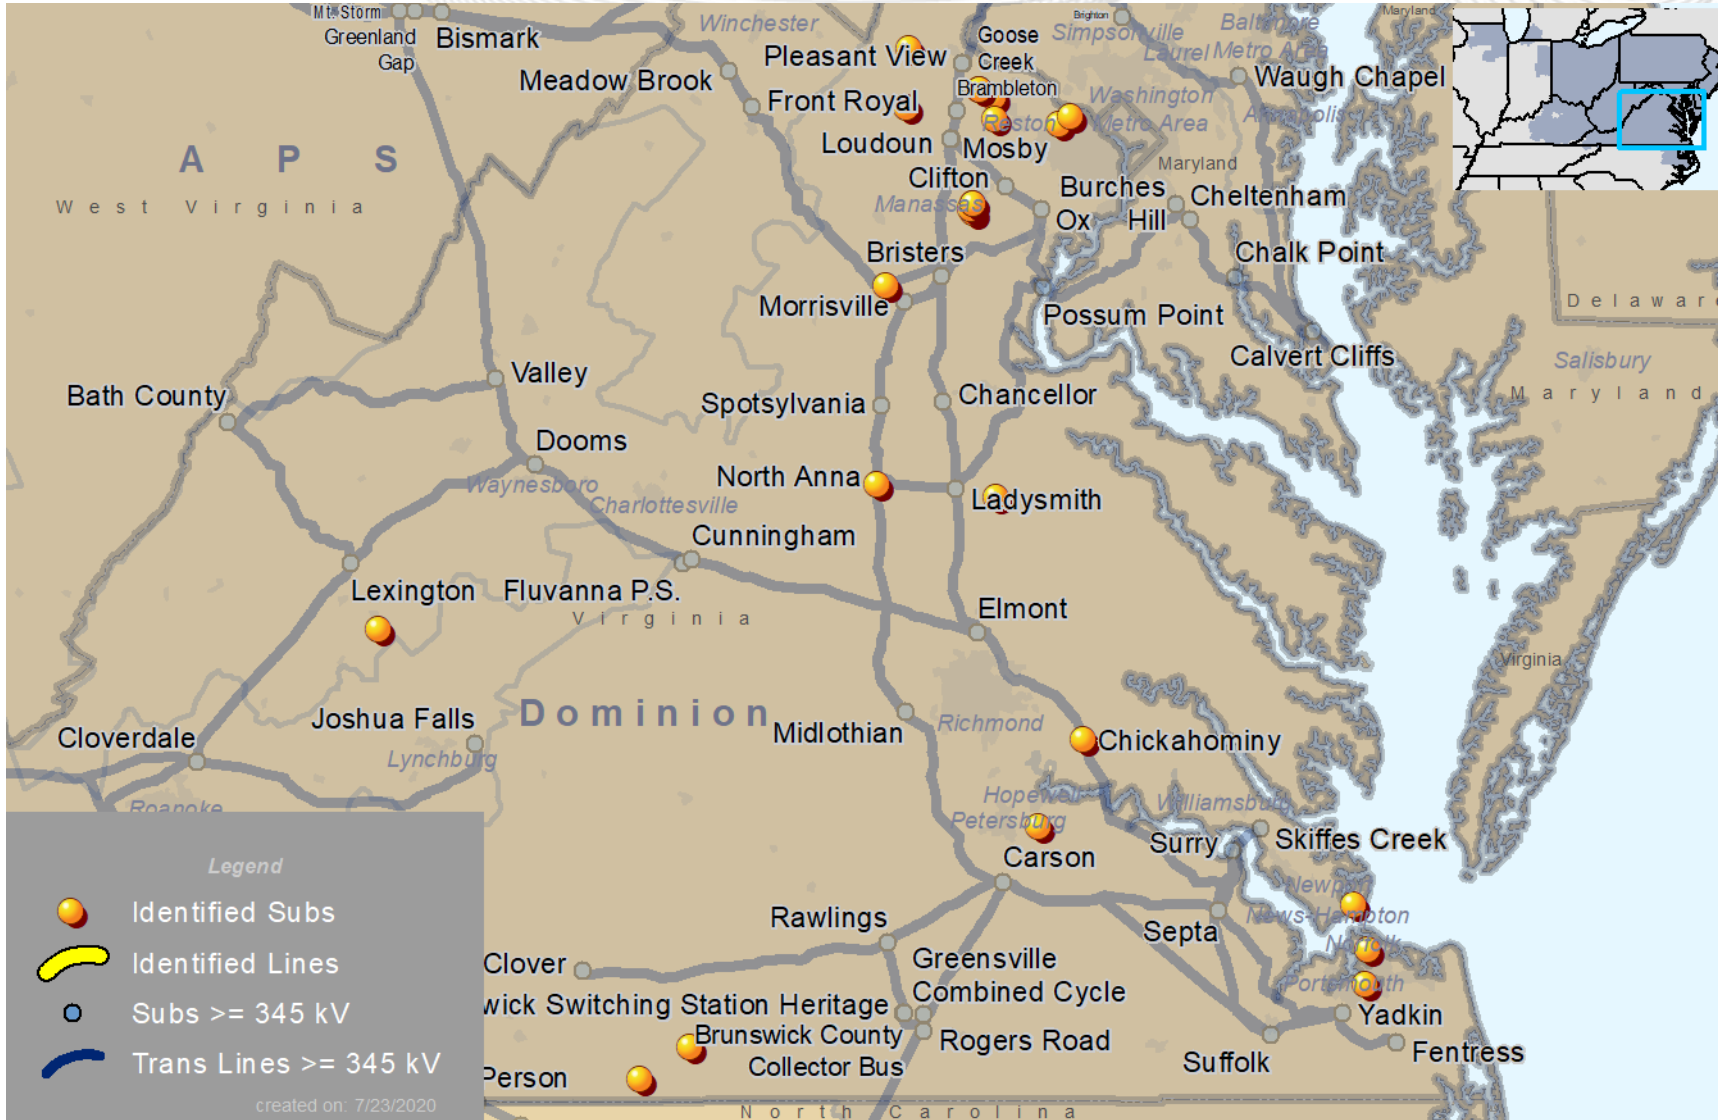 Mt. Storm
Greenland
Gap
Bismark
Winchester
Meadow Brook
Pleasant View
Front Royal
Goose
Creek
Brambleton
Brighton
Simpsonville
Laurel
Baltimore
Metro Area
Maryland
Waugh Chapel
Washington
Metro Area
Annapolis
Reston
Loudoun
Mosby
Maryland
Clifton
Manassas
Burches
Hill
Ox
Cheltenham
A P S
West Virginia
Bristers
Chalk Point
Morrisville
Possum Point
Calvert Cliffs
Delaware
Salisbury
Maryland
Valley
Bath County
Spotsylvania
Chancellor
Dooms
Waynesboro
Charlottesville
North Anna
Ladysmith
Cunningham
Lexington
Fluvanna P.S.
Virginia
Elmont
Virginia
Dominion
Joshua Falls
Lynchburg
Cloverdale
Roanoke
Midlothian
Richmond
Chickahominy
Hopewell
Petersburg
Williamsburg
Carson
Surry
Skiffes Creek
Newport
News-Hampton
Norfolk
Portsmouth
Rawlings
Septa
Clover
Greensville
Combined Cycle
wick Switching Station
Heritage
Brunswick County
Collector Bus
Rogers Road
Yadkin
Suffolk
Fentress
Person
North Carolina
Legend
Identified Subs
Identified Lines
Subs >= 345 kV
Trans Lines >= 345 kV
created on: 7/23/2020